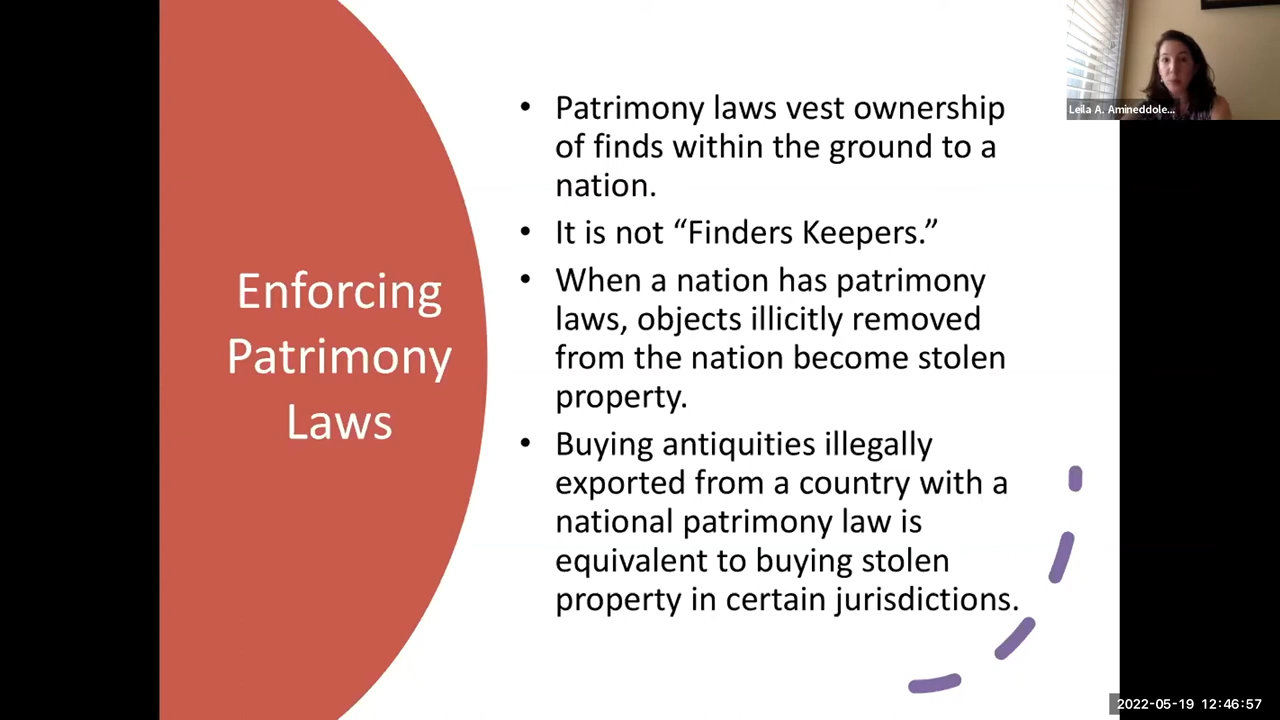 Enforcing
Patrimony
Laws
• Patrimony laws vest ownership
of finds within the ground to a
nation.
• It is not “Finders Keepers.”
• When a nation has patrimony
laws, objects illicitly removed
from the nation become stolen
property.
• Buying antiquities illegally
exported from a country with a
national patrimony law is
equivalent to buying stolen
property in certain jurisdictions.
Leila A. Amineddole...
2022-05-19 12:46:57